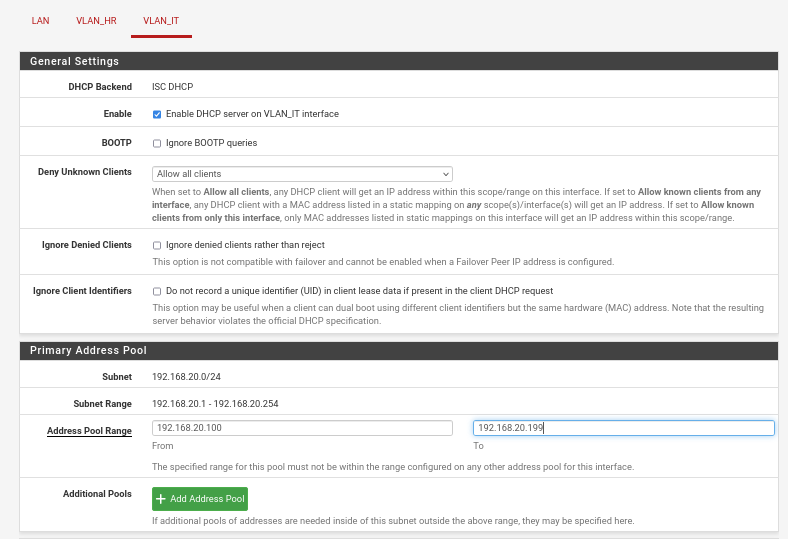 LAN VLAN_HR VLAN_IT
General Settings
DHCP Backend ISC DHCP
Enable Enable DHCP server on VLAN_IT interface
BOOTP Ignore BOOTP queries
Deny Unknown Clients Allow all clients
When set to Allow all clients, any DHCP client will get an IP address within this scope/range on this interface. If set to Allow known clients from any
interface, any DHCP client with a MAC address listed in a static mapping on any scope(s)/interface(s) will get an IP address. If set to Allow known
clients from only this interface, only MAC addresses listed in static mappings on this interface will get an IP address within this scope/range.
Ignore Denied Clients Ignore denied clients rather than reject
This option is not compatible with failover and cannot be enabled when a Failover Peer IP address is configured.
Ignore Client Identifiers Do not record a unique identifier (UID) in client lease data if present in the client DHCP request
This option may be useful when a client can dual boot using different client identifiers but the same hardware (MAC) address. Note that the resulting
server behavior violates the official DHCP specification.
Primary Address Pool
Subnet 192.168.20.0/24
Subnet Range 192.168.20.1 - 192.168.20.254
Address Pool Range 192.168.20.100 192.168.20.199
From To
The specified range for this pool must not be within the range configured on any other address pool for this interface.
Additional Pools + Add Address Pool
If additional pools of addresses are needed inside of this subnet outside the above range, they may be specified here.